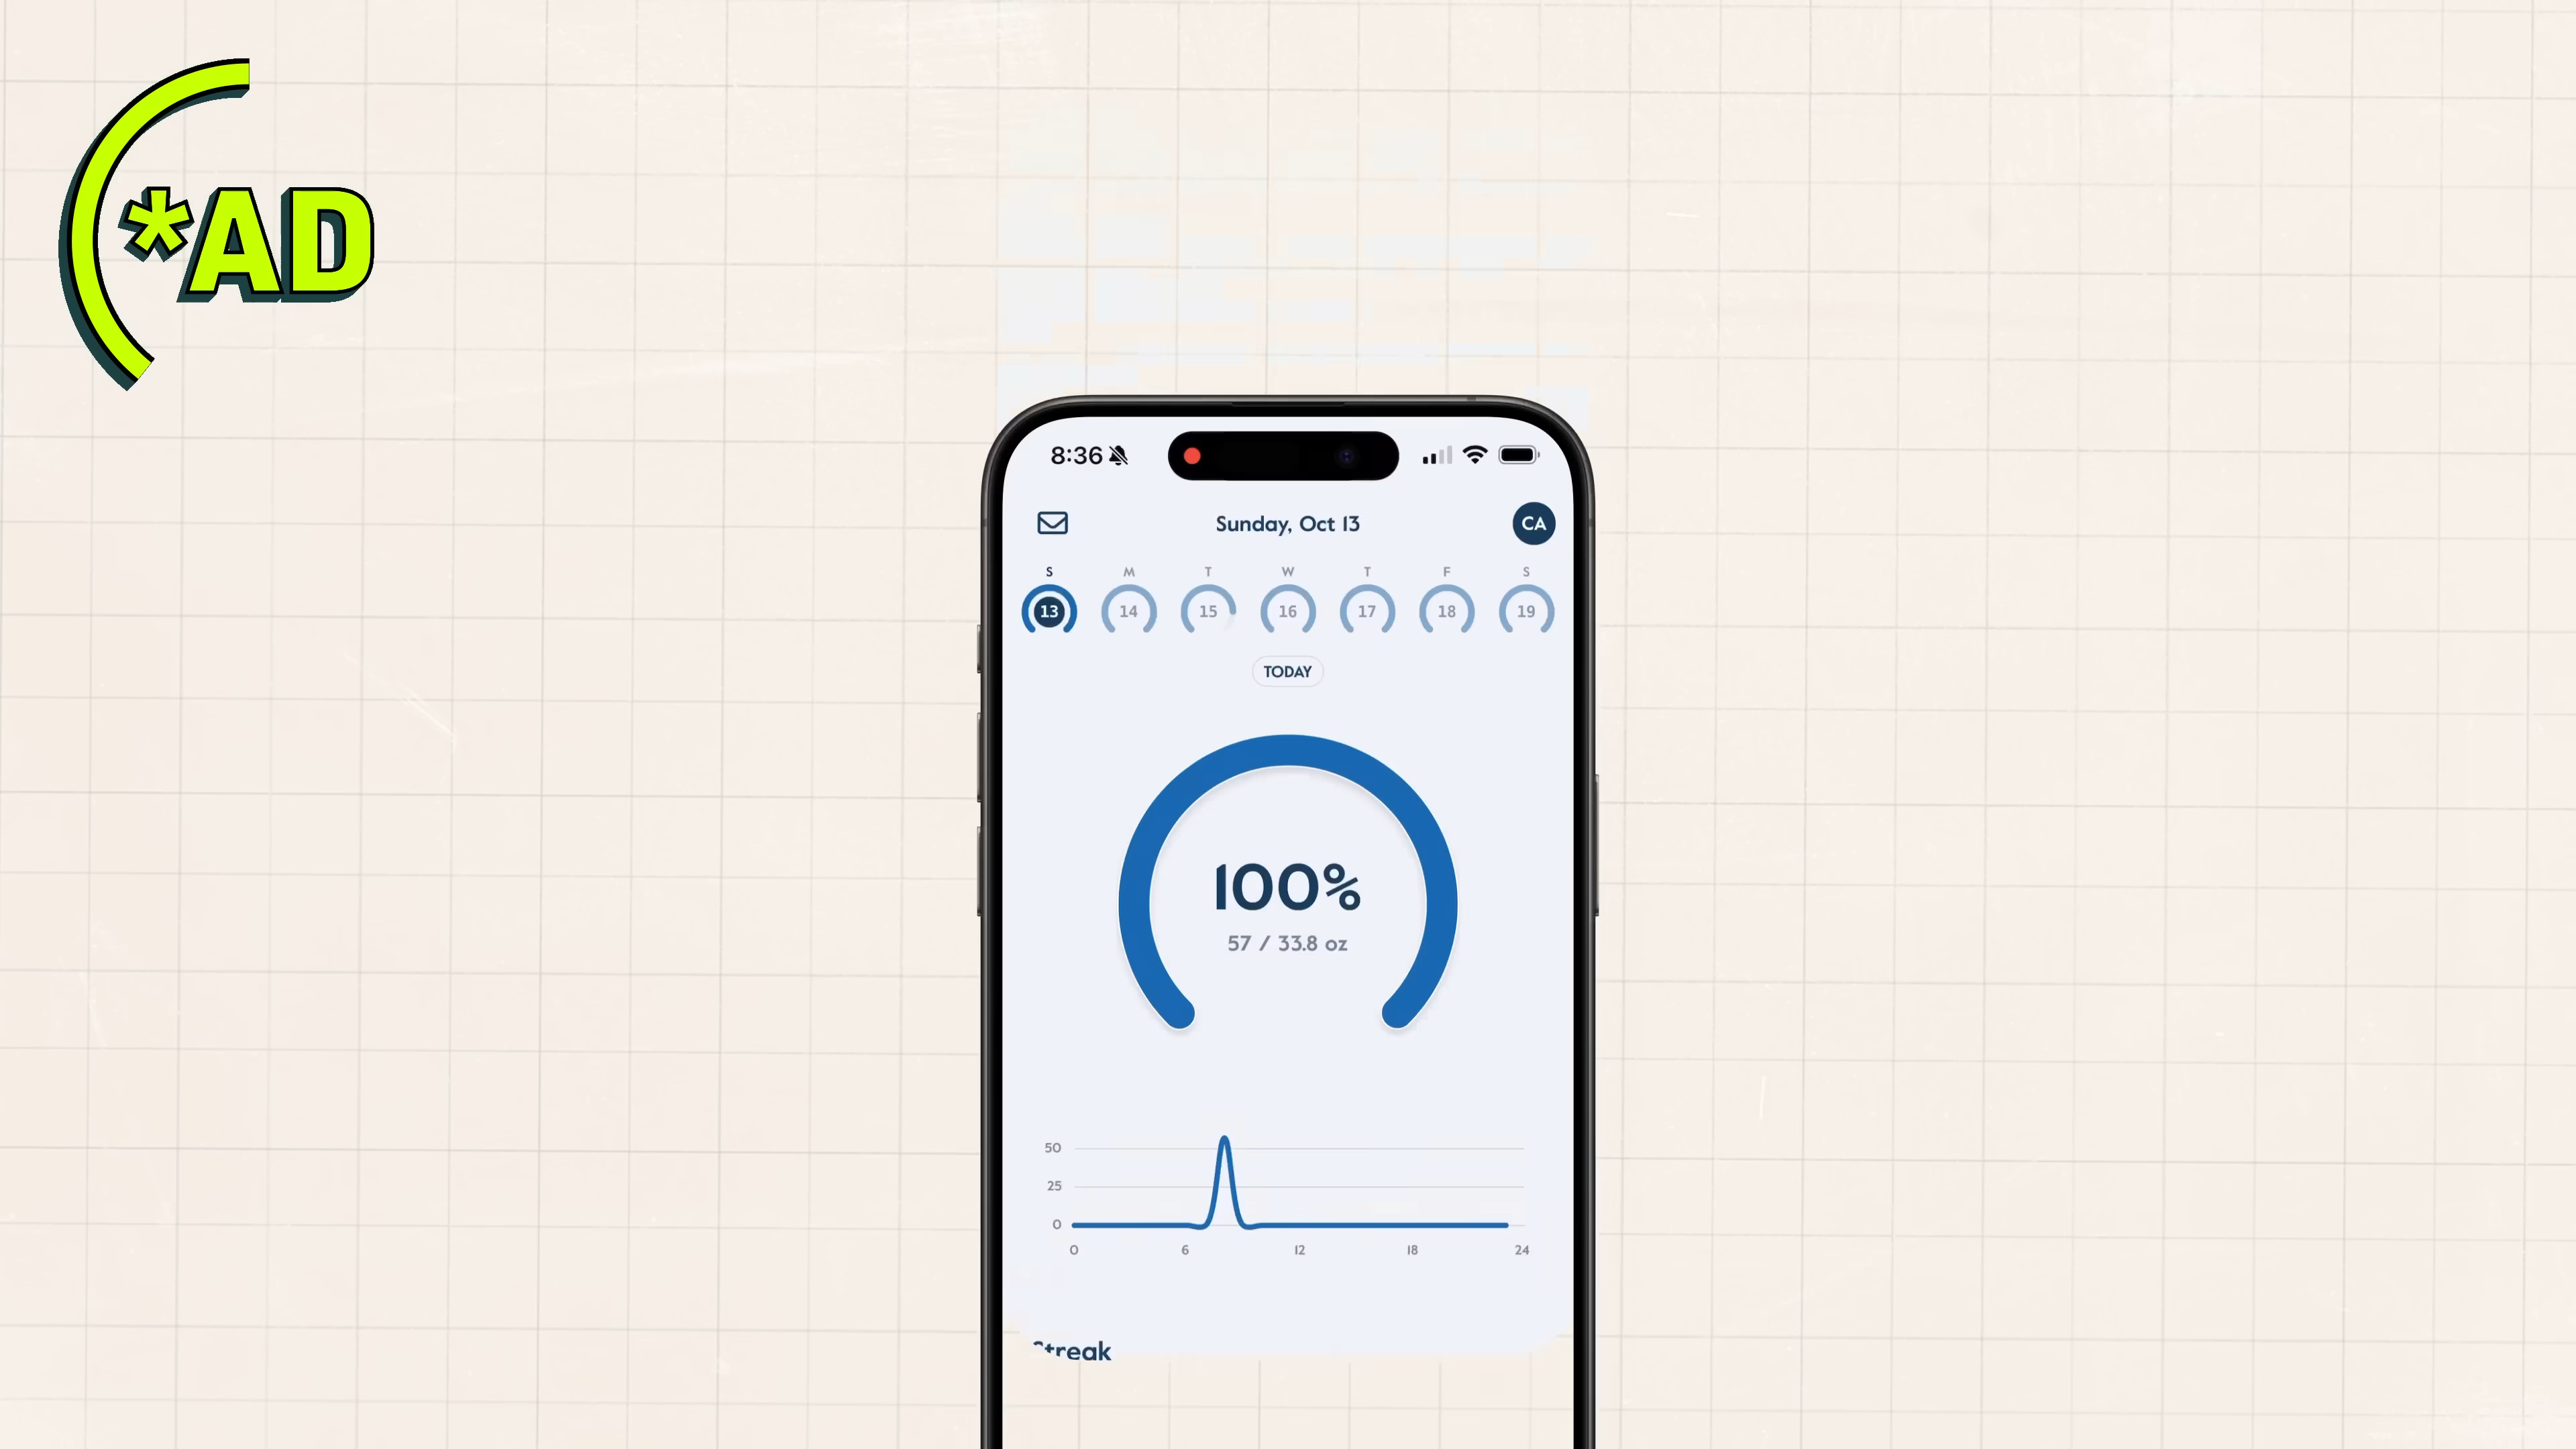 *AD
8:36
Sunday, Oct 13
CA
S M T W T F S
13 14 15 16 17 18 19
TODAY
100%
57 / 33.8 oz
50
25
0
0 6 12 18 24
Streak